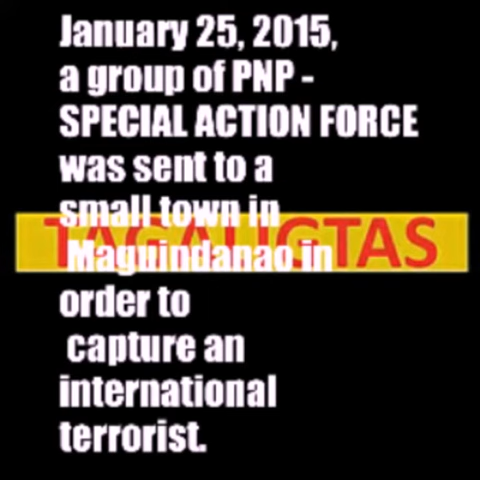 January 25, 2015,
a group of PNP -
SPECIAL ACTION FORCE
was sent to a
small town in
TAGALIGTAS
Maguindanao in
order to
capture an
international
terrorist.